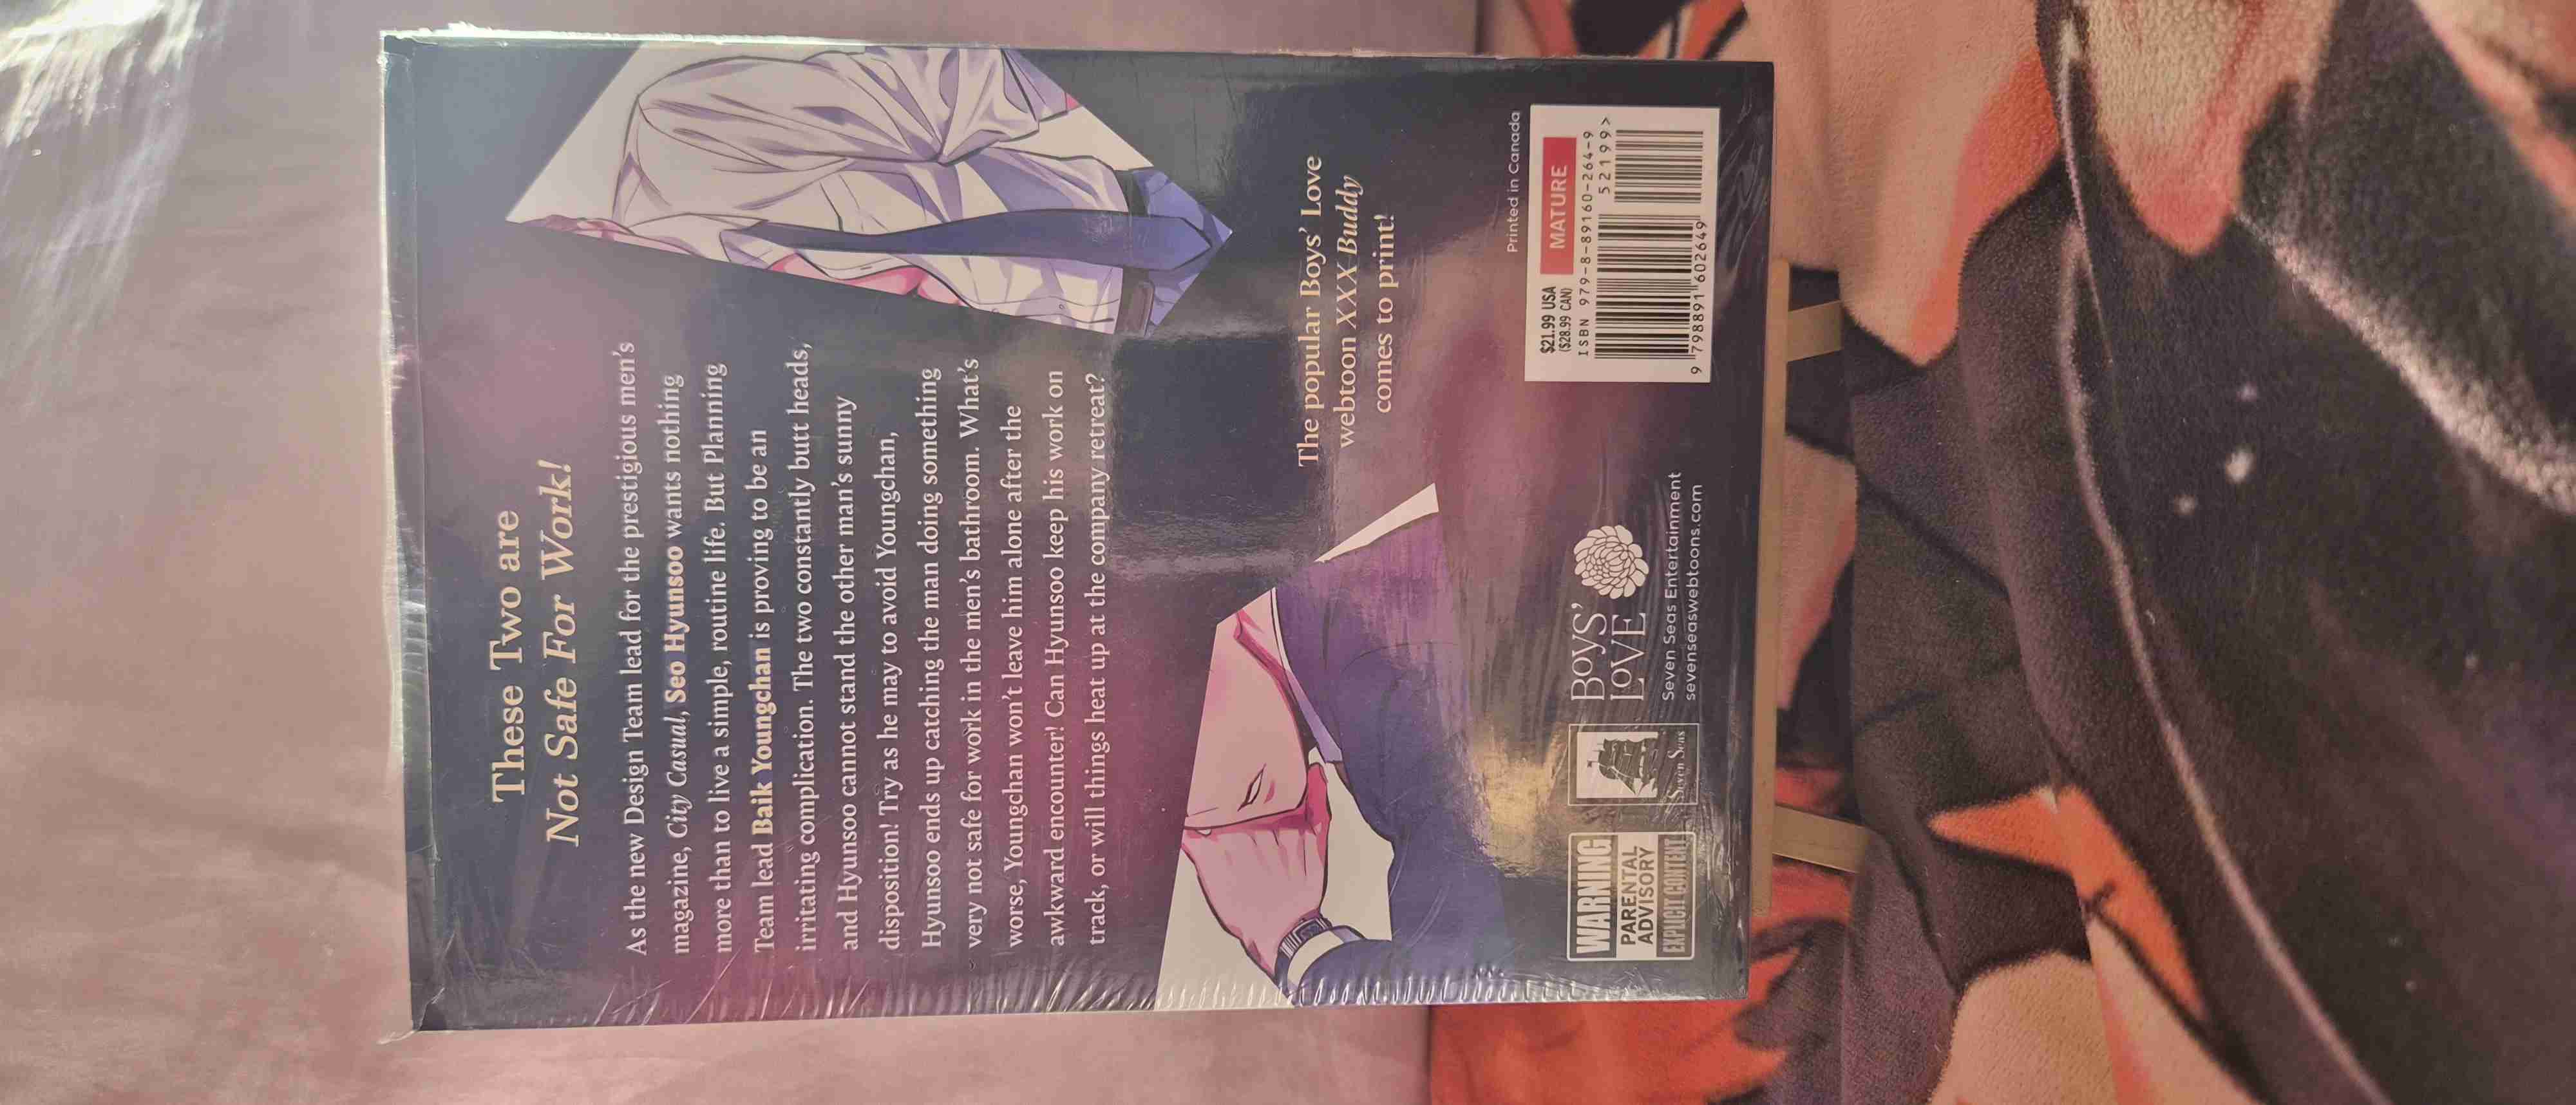 These Two are
Not Safe For Work!
As the new Design Team lead for the prestigious men's
magazine, City Casual, Seo Hyunsoo wants nothing
more than to live a simple, routine life. But Planning
Team lead Baik Youngchan is proving to be an
irritating complication. The two constantly butt heads,
and Hyunsoo cannot stand the other man's sunny
disposition! Try as he may to avoid Youngchan,
Hyunsoo ends up catching the man doing something
very not safe for work in the men's bathroom. What's
worse, Youngchan won't leave him alone after the
awkward encounter! Can Hyunsoo keep his work on
track, or will things heat up at the company retreat?
The popular Boys' Love
webtoon XXX Buddy
comes to print!
Printed in Canada
WARNING
PARENTAL
ADVISORY
EXPLICIT CONTENT
Seven Seas
BOYS'
LOVE
Seven Seas Entertainment
sevenseaswebtoons.com
$21.99 USA
($28.99 CAN)
MATURE
ISBN 979-8-89160-264-9
52199>
9 798891 602649